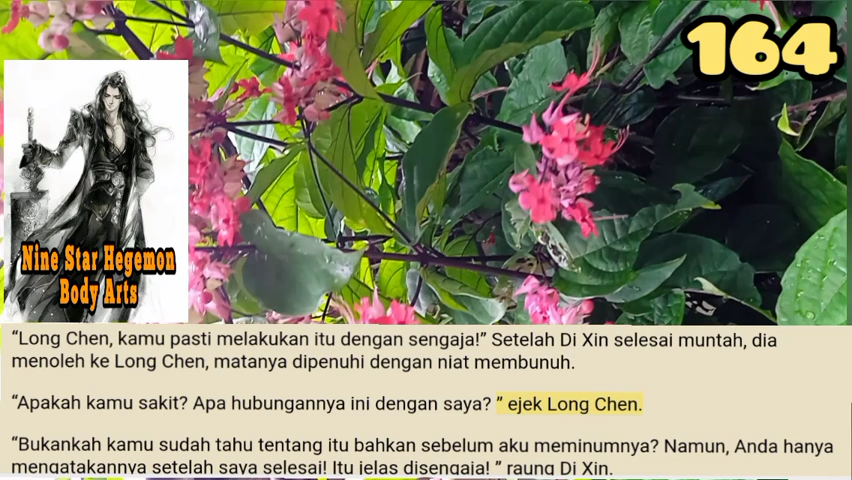 164
Nine Star Hegemon
Body Arts
“Long Chen, kamu pasti melakukan itu dengan sengaja!” Setelah Di Xin selesai muntah, dia
menoleh ke Long Chen, matanya dipenuhi dengan niat membunuh.
“Apakah kamu sakit? Apa hubungannya ini dengan saya? ” ejek Long Chen.
“Bukankah kamu sudah tahu tentang itu bahkan sebelum aku meminumnya? Namun, Anda hanya
mengatakannya setelah saya selesai! Itu jelas disengaja! ” raung Di Xin.